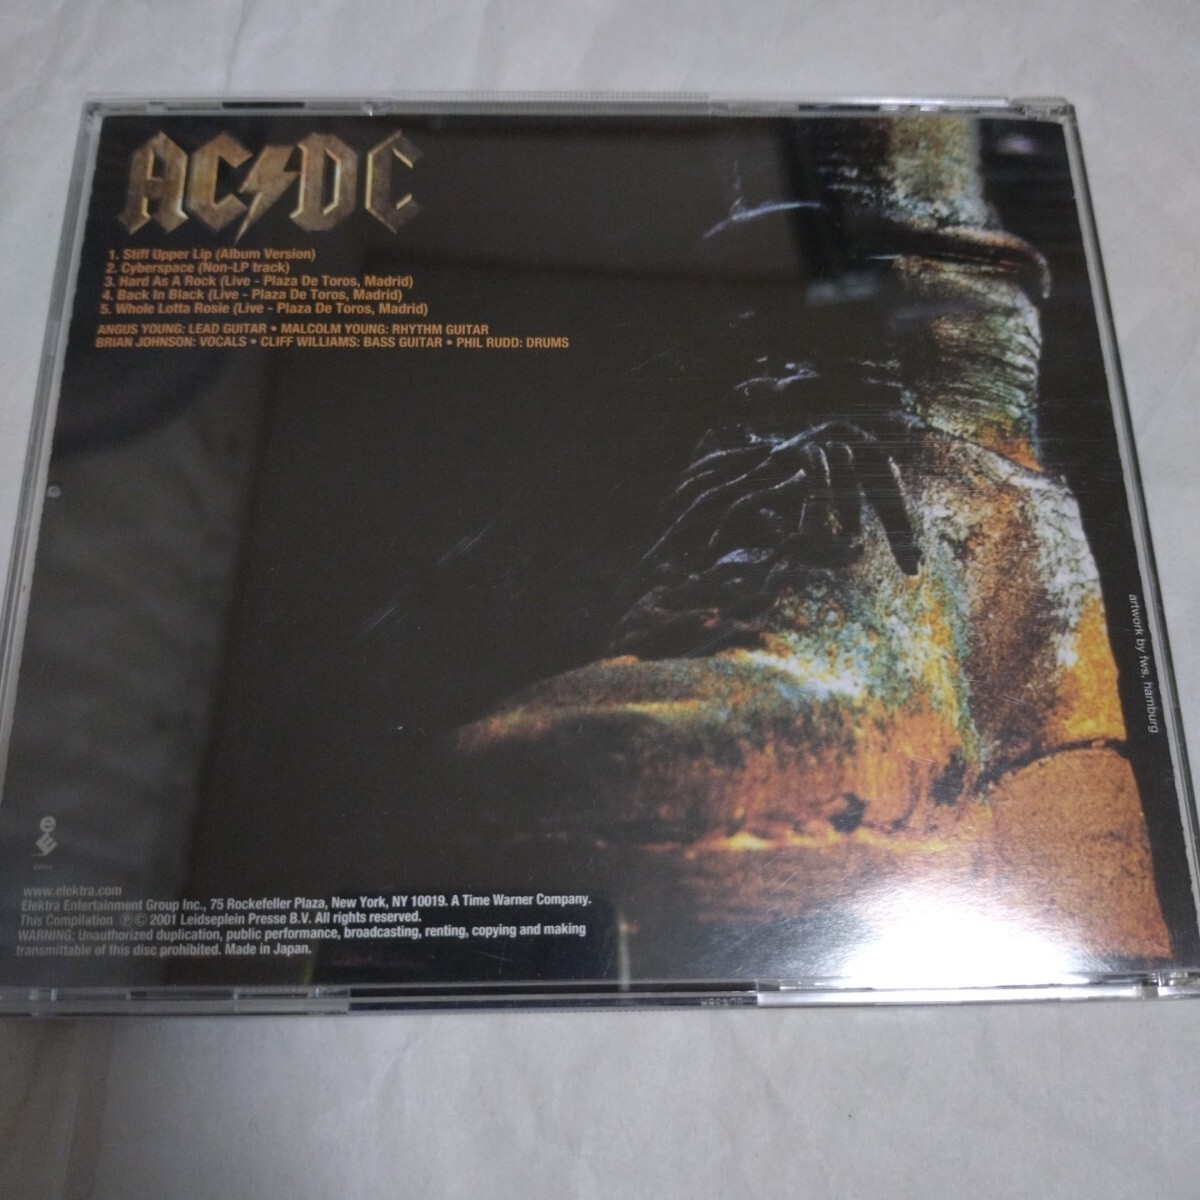 AC⚡DC
1. Stiff Upper Lip (Album Version)
2. Cyberspace (Non-LP track)
3. Hard As A Rock (Live - Plaza De Toros, Madrid)
4. Back In Black (Live - Plaza De Toros, Madrid)
5. Whole Lotta Rosie (Live - Plaza De Toros, Madrid)
ANGUS YOUNG: LEAD GUITAR • MALCOLM YOUNG: RHYTHM GUITAR
BRIAN JOHNSON: VOCALS • CLIFF WILLIAMS: BASS GUITAR • PHIL RUDD: DRUMS
artwork by fws, hamburg
www.elektra.com
Elektra Entertainment Group Inc., 75 Rockefeller Plaza, New York, NY 10019. A Time Warner Company.
This Compilation ℗© 2001 Leidseplein Presse B.V. All rights reserved.
WARNING: Unauthorized duplication, public performance, broadcasting, renting, copying and making
transmittable of this disc prohibited. Made in Japan.